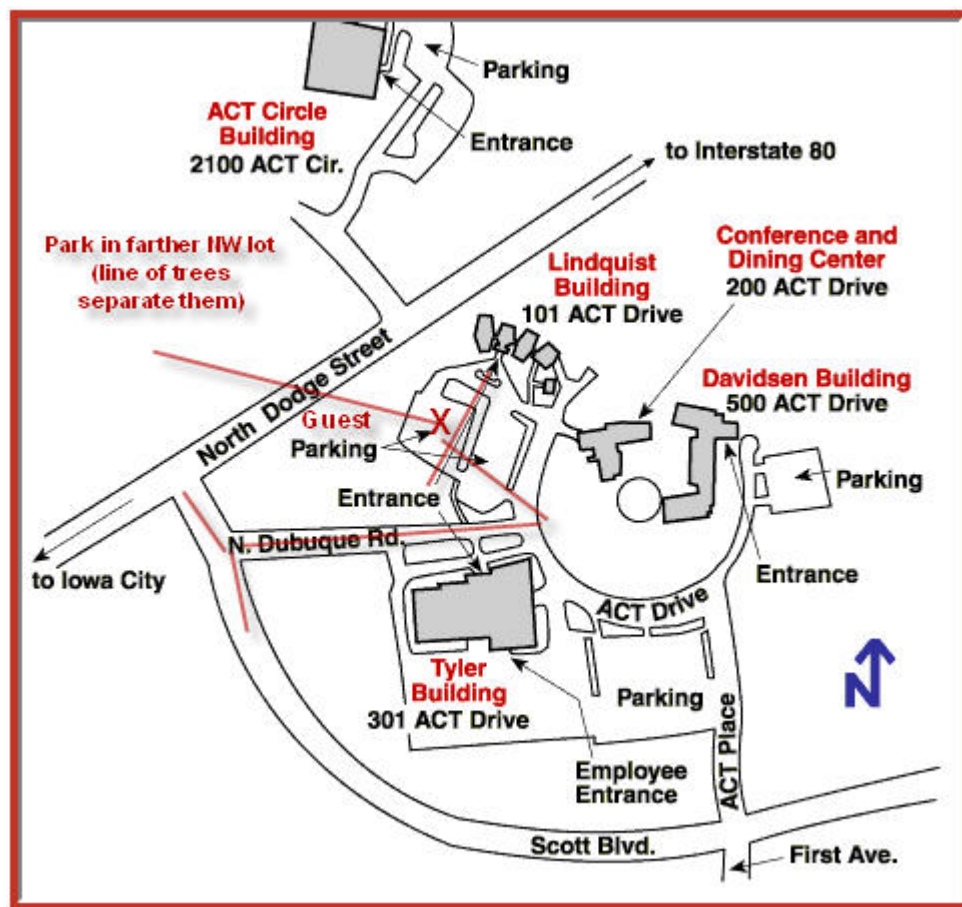 Parking
ACT Circle
Building
2100 ACT Cir.
Entrance
to Interstate 80
Park in farther NW lot
(line of trees
separate them)
Conference and
Dining Center
200 ACT Drive
Lindquist
Building
101 ACT Drive
North Dodge Street
Davidsen Building
500 ACT Drive
Guest
X
Parking
Parking
Entrance
N. Dubuque Rd.
to Iowa City
Entrance
ACT Drive
Tyler
Building
301 ACT Drive
Parking
N
ACT Place
Employee
Entrance
Scott Blvd.
First Ave.